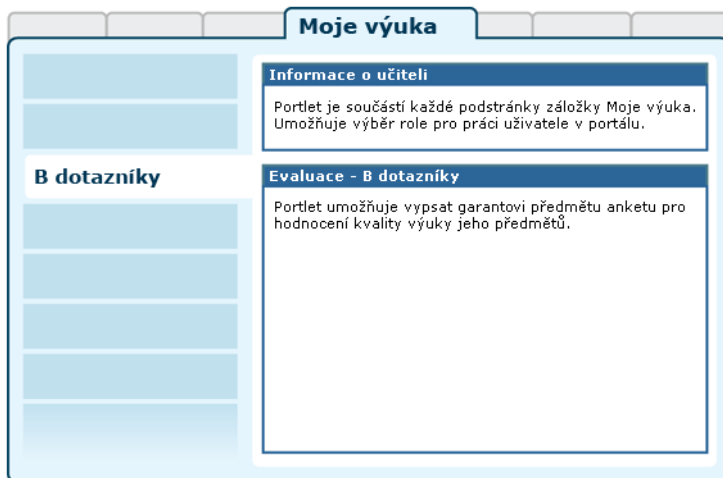 Moje výuka
Informace o učiteli
Portlet je součástí každé podstránky záložky Moje výuka.
Umožňuje výběr role pro práci uživatele v portálu.
B dotazníky
Evaluace - B dotazníky
Portlet umožňuje vypsat garantovi předmětu anketu pro
hodnocení kvality výuky jeho předmětů.